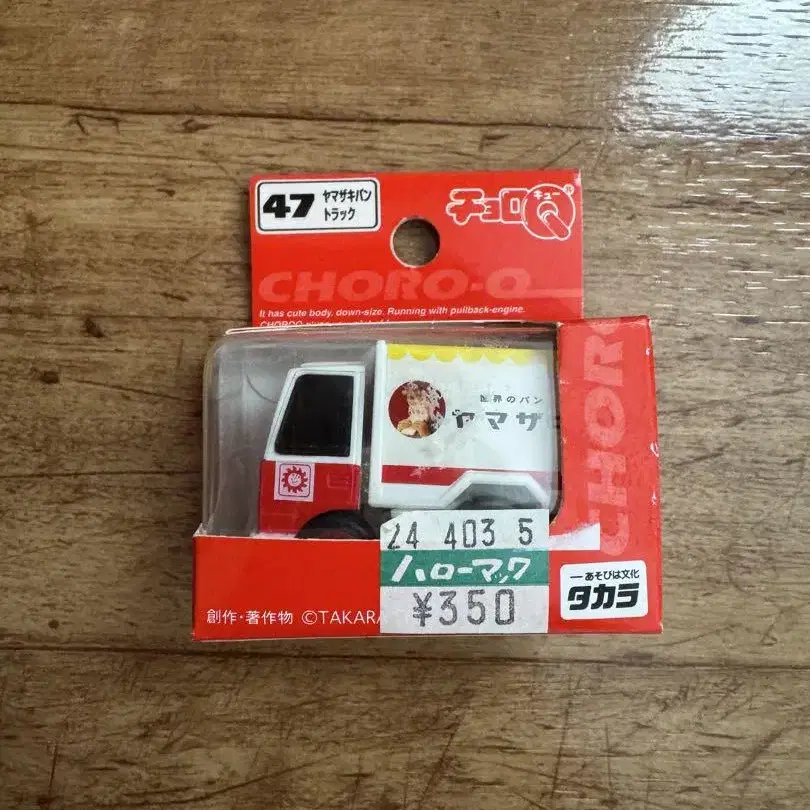 47
ヤマザキパン
トラック
チョロQ®
キュー
CHORO-Q
It has cute body, down-size. Running with pullback-engine.
世界のパン
ヤマザ
CHORO
24 403 5
ハローマック
¥350
創作・著作物 ©TAKARA
ーあそびは文化
タカラ